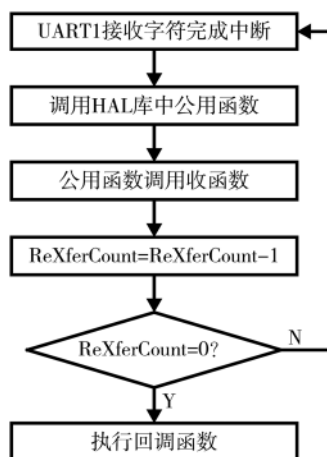 UART1接收字符完成中断
调用HAL库中公用函数
公用函数调用收函数
ReXferCount=ReXferCount-1
ReXferCount=0?
N
Y
执行回调函数